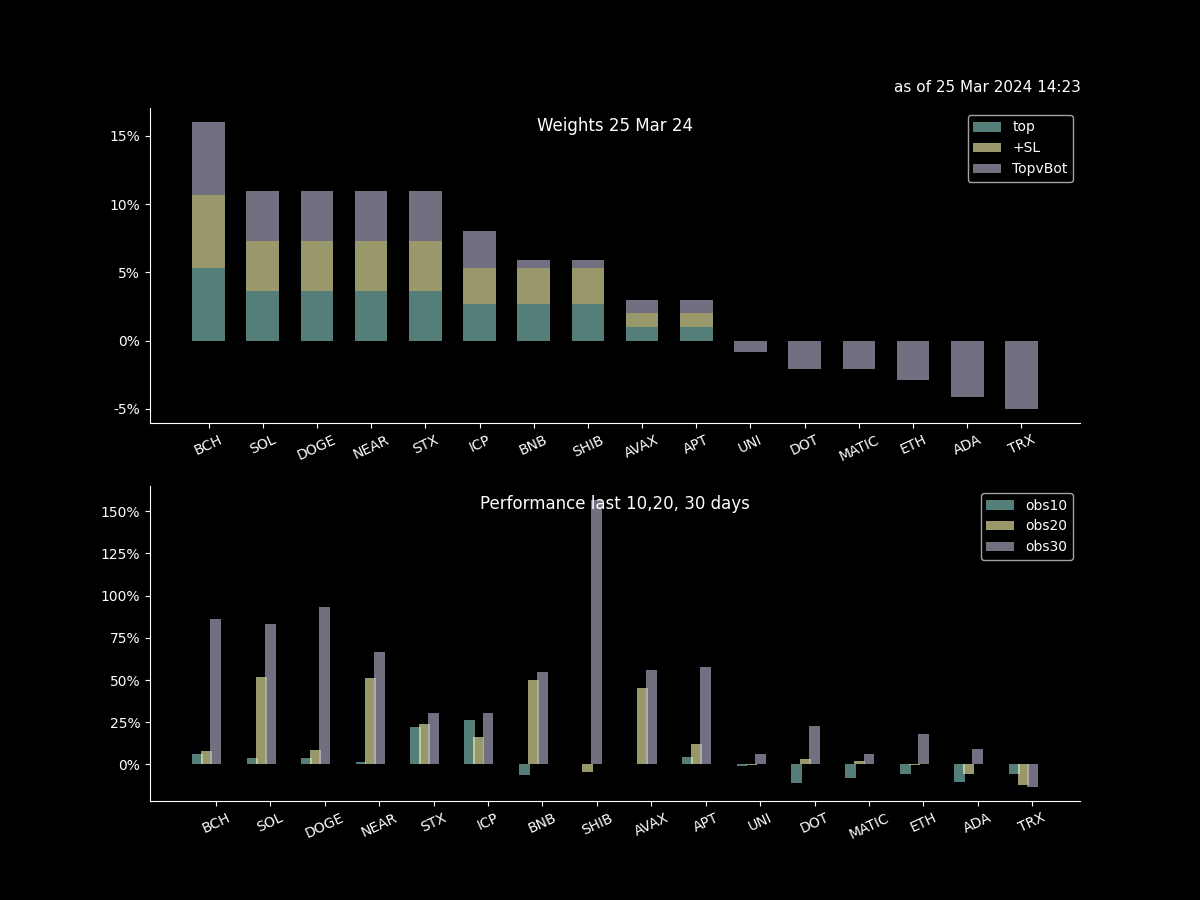 as of 25 Mar 2024 14:23
Weights 25 Mar 24
top
+SL
TopvBot
15%
10%
5%
0%
-5%
BCH SOL DOGE NEAR STX ICP BNB SHIB AVAX APT UNI DOT MATIC ETH ADA TRX
Performance last 10,20, 30 days
obs10
obs20
obs30
150%
125%
100%
75%
50%
25%
0%
BCH SOL DOGE NEAR STX ICP BNB SHIB AVAX APT UNI DOT MATIC ETH ADA TRX